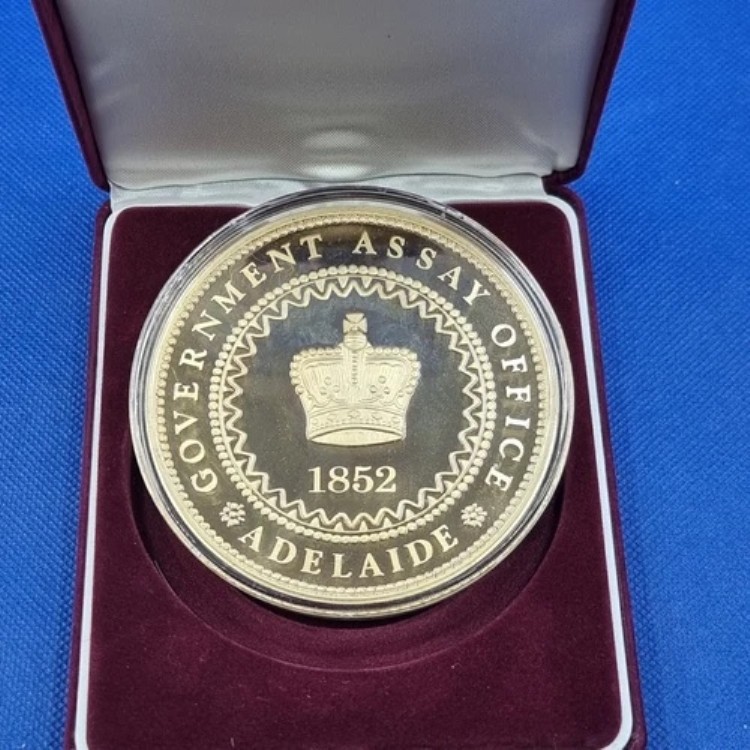 GOVERNMENT ASSAY OFFICE
1852
ADELAIDE